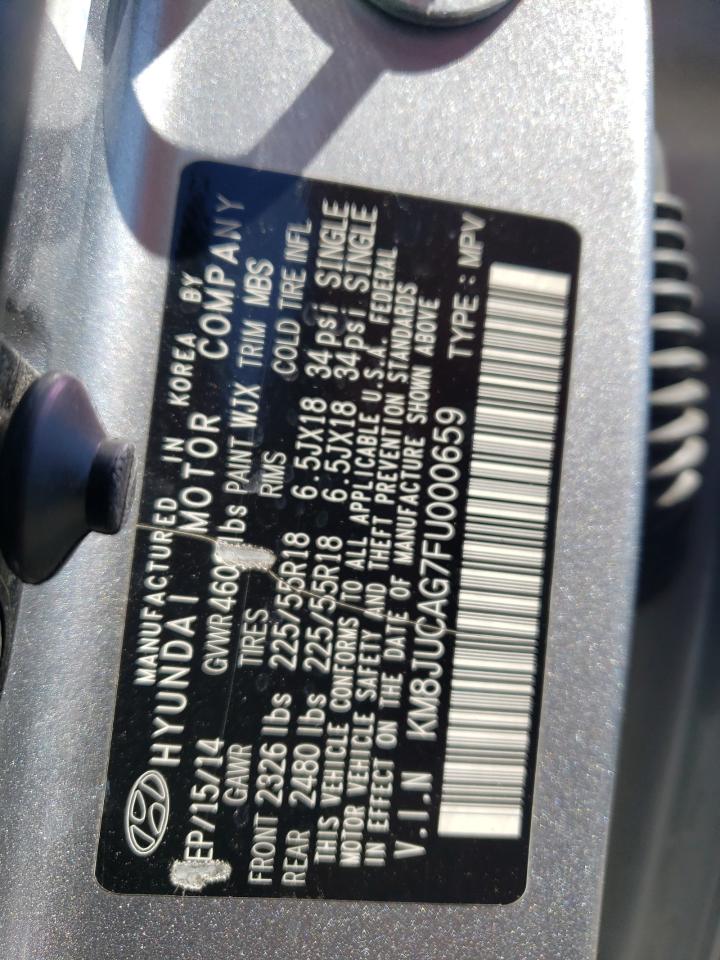 MANUFACTURED IN KOREA BY
HYUNDAI MOTOR COMPANY
EP/15/14 GVWR460 lbs PAINT WJX TRIM MBS
GAWR TIRES RIMS COLD TIRE INFL
FRONT 2326 lbs 225/55R18 6.5JX18 34psi SINGLE
REAR 2480 lbs 225/55R18 6.5JX18 34psi SINGLE
THIS VEHICLE CONFORMS TO ALL APPLICABLE U.S.A. FEDERAL
MOTOR VEHICLE SAFETY AND THEFT PREVENTION STANDARDS
IN EFFECT ON THE DATE OF MANUFACTURE SHOWN ABOVE
V.I.N KM8JUCAG7FU000659 TYPE : MPV